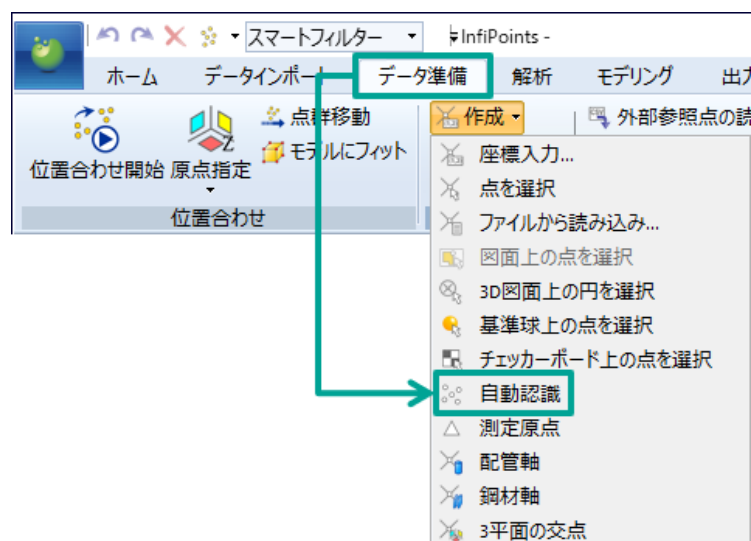 スマートフィルター InfiPoints -
ホーム データインポート データ準備 解析 モデリング
位置合わせ開始 原点指定 点群移動 モデルにフィット
位置合わせ
作成 外部参照点の読
座標入力...
点を選択
ファイルから読み込み...
図面上の点を選択
3D図面上の円を選択
基準球上の点を選択
チェッカーボード上の点を選択
自動認識
測定原点
配管軸
鋼材軸
3平面の交点